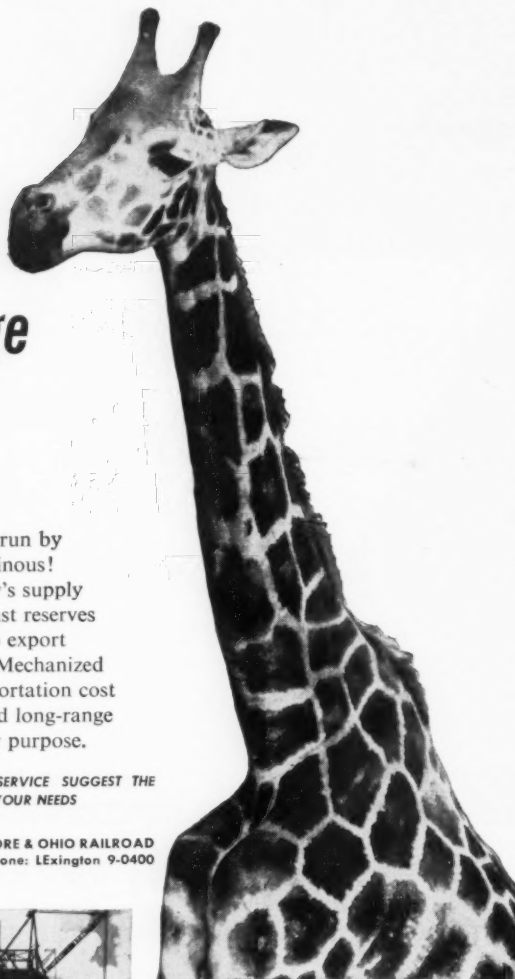 run by
inous!
's supply
st reserves
export
Mechanized
ortation cost
d long-range
purpose.
SERVICE SUGGEST THE
YOUR NEEDS
ORE & OHIO RAILROAD
one: LExington 9-0400